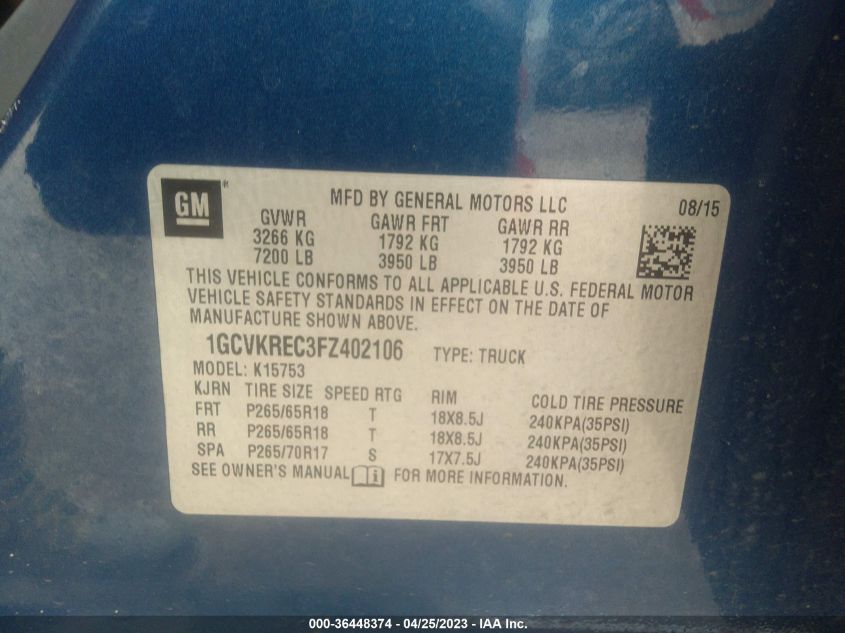 GM
MFD BY GENERAL MOTORS LLC 08/15
GVWR GAWR FRT GAWR RR
3266 KG 1792 KG 1792 KG
7200 LB 3950 LB 3950 LB
THIS VEHICLE CONFORMS TO ALL APPLICABLE U.S. FEDERAL MOTOR
VEHICLE SAFETY STANDARDS IN EFFECT ON THE DATE OF
MANUFACTURE SHOWN ABOVE.
1GCVKREC3FZ402106 TYPE: TRUCK
MODEL: K15753
KJRN TIRE SIZE SPEED RTG RIM COLD TIRE PRESSURE
FRT P265/65R18 T 18X8.5J 240KPA(35PSI)
RR P265/65R18 T 18X8.5J 240KPA(35PSI)
SPA P265/70R17 S 17X7.5J 240KPA(35PSI)
SEE OWNER'S MANUAL FOR MORE INFORMATION.
000-36448374 - 04/25/2023 - IAA Inc.